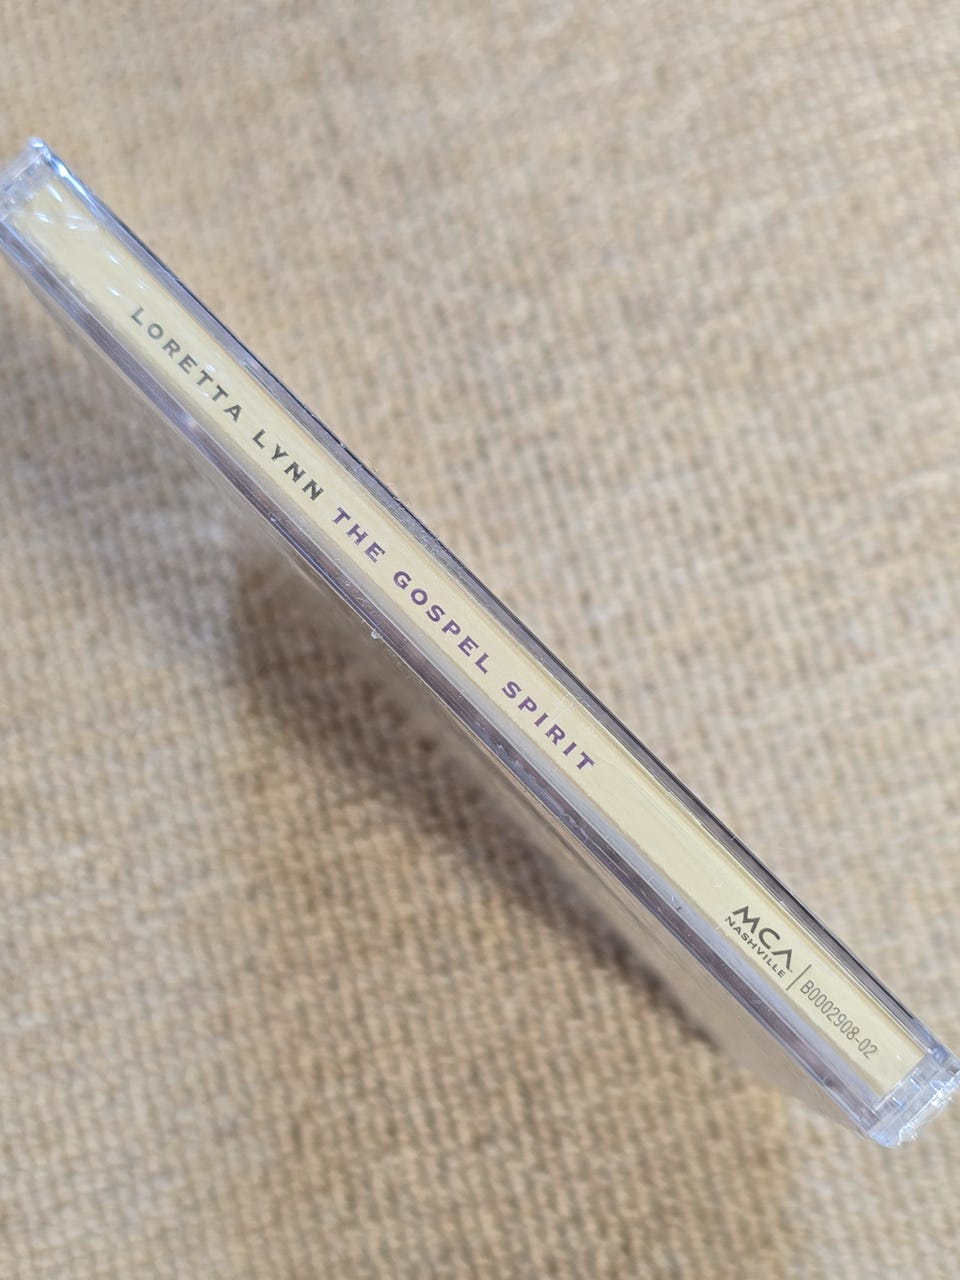 LORETTA LYNN THE GOSPEL SPIRIT
MCA
NASHVILLE
B0002908-02